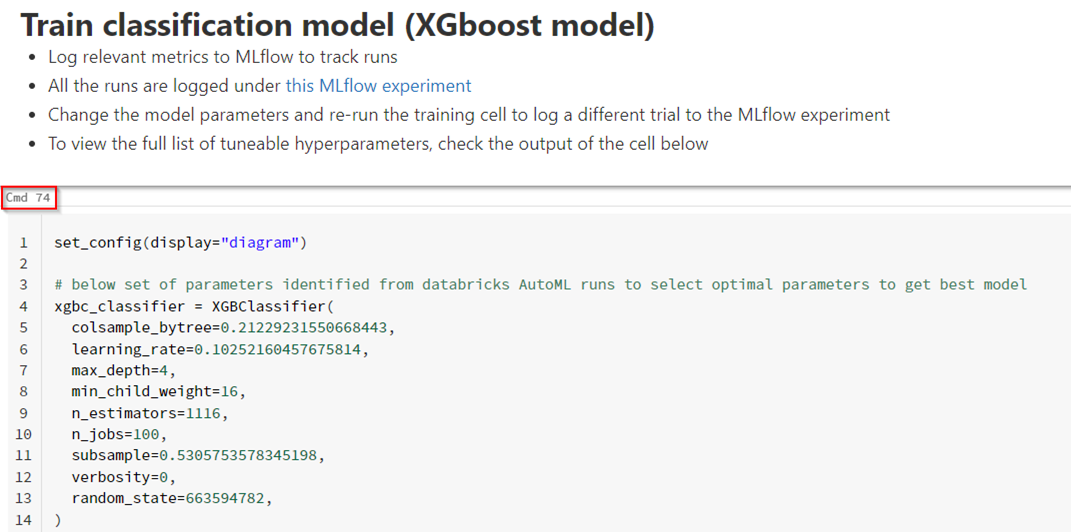 Train classification model (XGboost model)
• Log relevant metrics to MLflow to track runs
• All the runs are logged under this MLflow experiment
• Change the model parameters and re-run the training cell to log a different trial to the MLflow experiment
• To view the full list of tuneable hyperparameters, check the output of the cell below
Cmd 74
1 set_config(display="diagram")
2
3 # below set of parameters identified from databricks AutoML runs to select optimal parameters to get best model
4 xgbc_classifier = XGBClassifier(
5   colsample_bytree=0.21229231550668443,
6   learning_rate=0.10252160457675814,
7   max_depth=4,
8   min_child_weight=16,
9   n_estimators=1116,
10   n_jobs=100,
11   subsample=0.5305753578345198,
12   verbosity=0,
13   random_state=663594782,
14 )